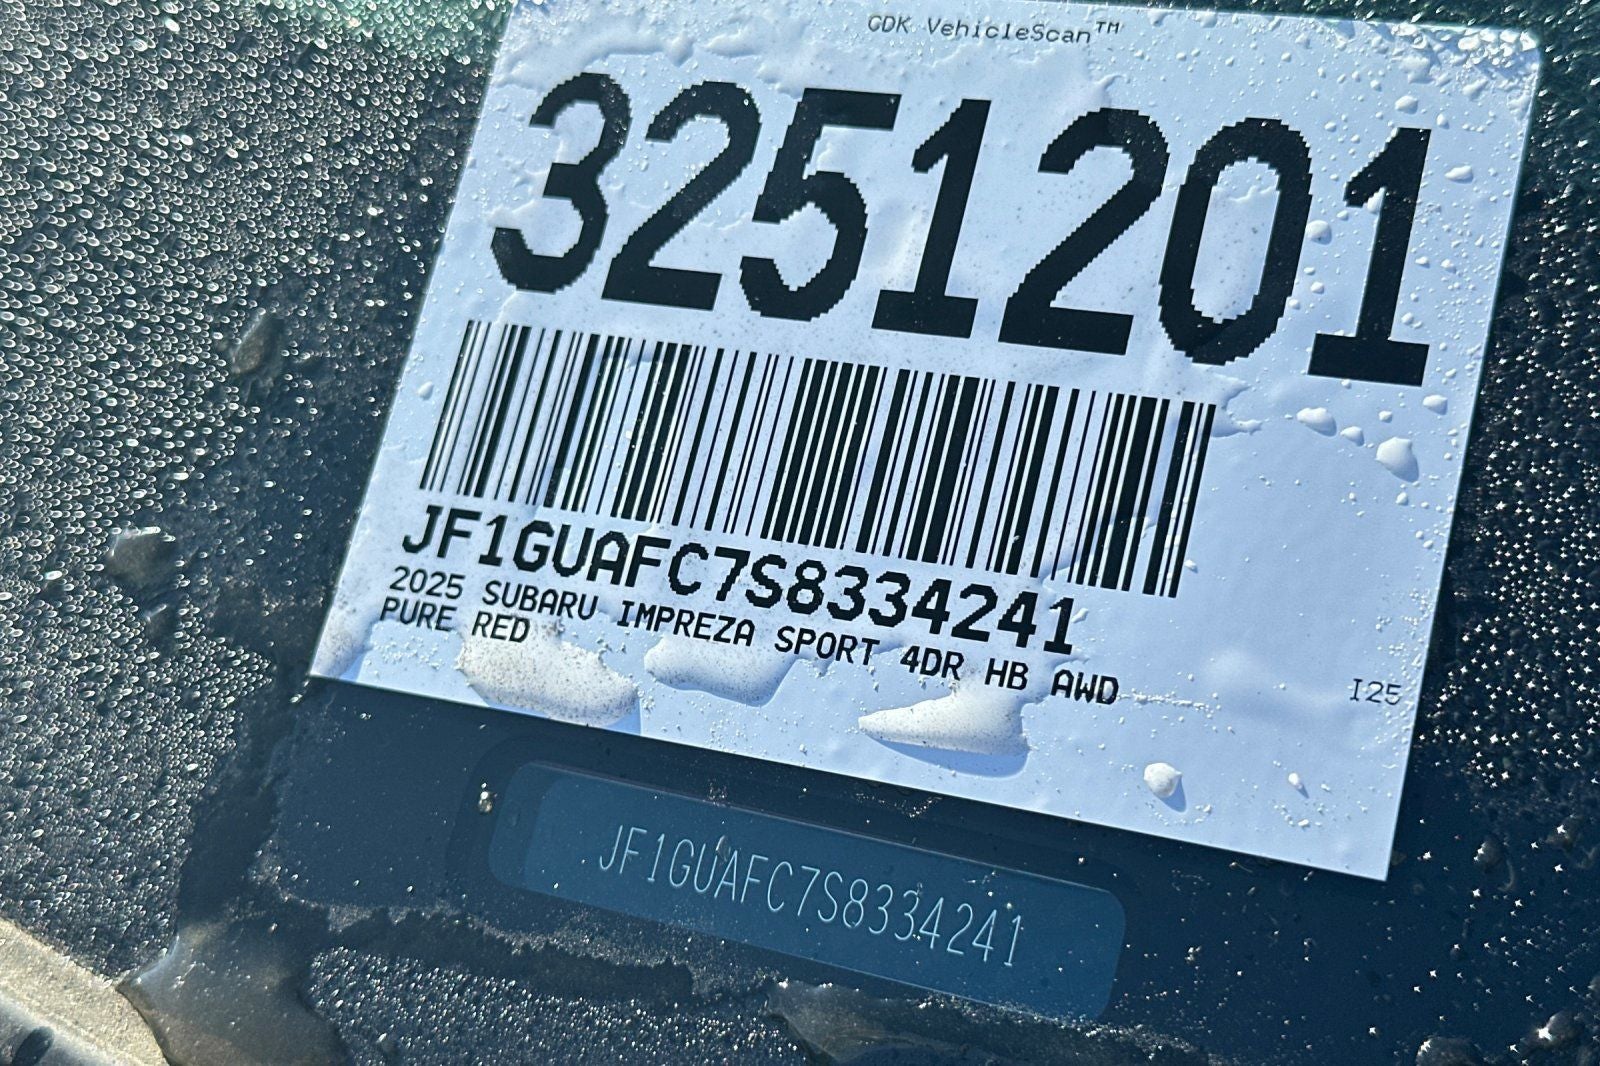 CDK VehicleScan™
3251201
JF1GUAFC7S8334241
2025 SUBARU IMPREZA SPORT 4DR HB AWD
PURE RED
I25
JF1GUAFC7S8334241